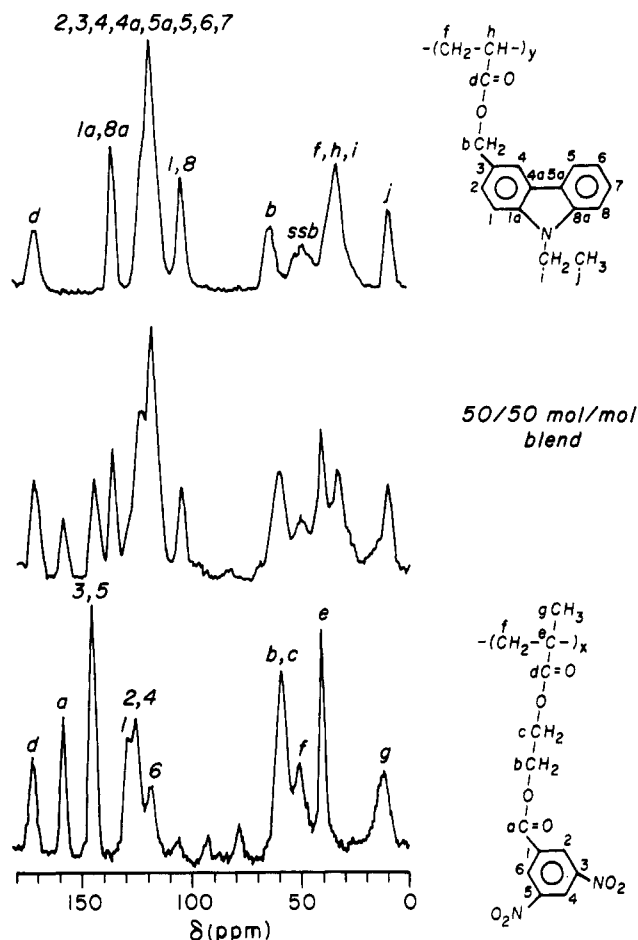 2,3,4,4a,5a,5,6,7
1a,8a
1,8
d
b
ssb
f,h,i
j
f h
-(CH2-CH-)y
dC=O
O
bCH2
3 4 5 6
4a 5a
2 7
1 1a 8a 8
N
CH2CH3
i j
50/50 mol/mol
blend
3,5
d
a
1
2,4
6
b,c
f
e
g
gCH3
f e
-(CH2-C-)x
dC=O
O
cCH2
bCH2
O
aC=O
1 2
6 3
NO2
5 4
O2N
150 100 50 0
δ(ppm)